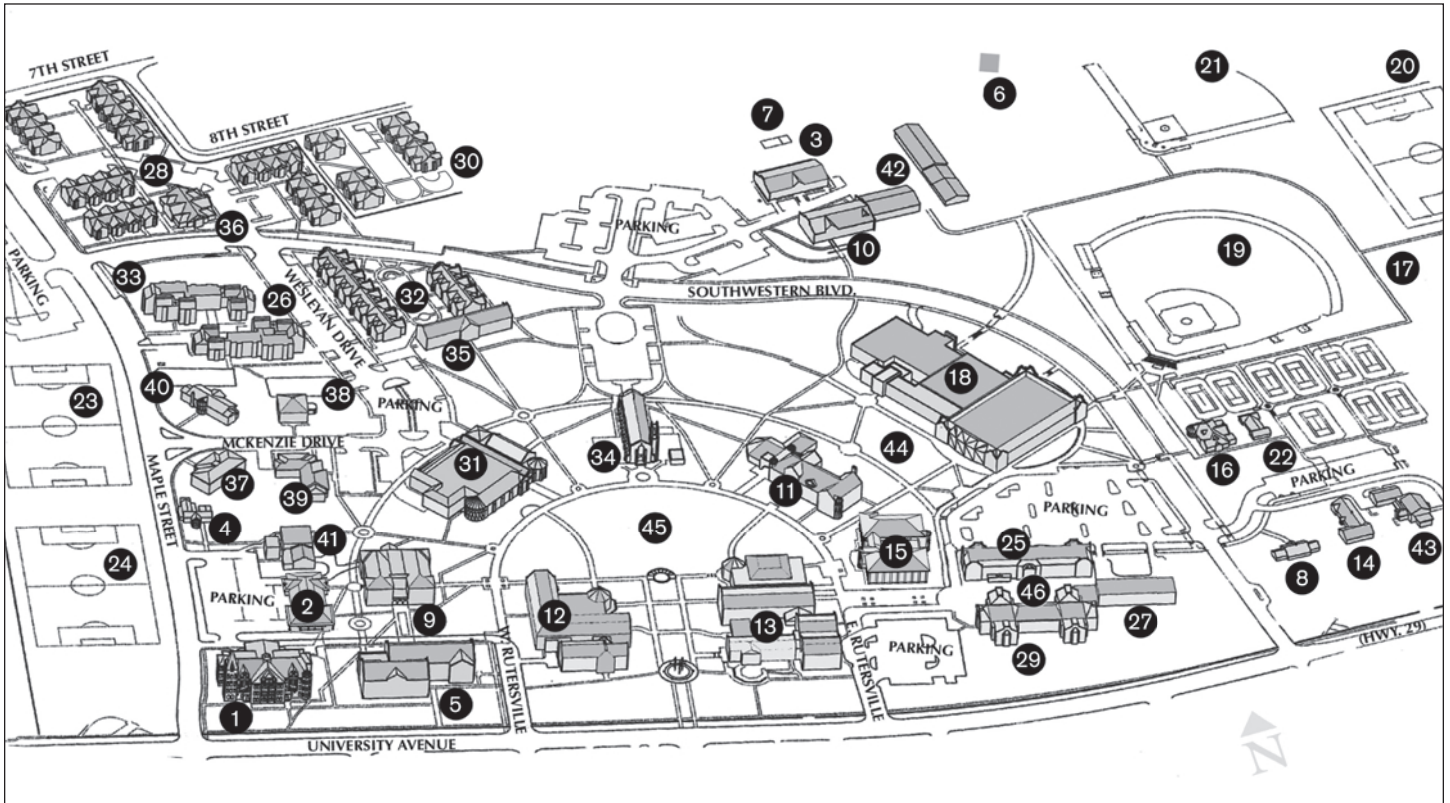 7TH STREET
21
20
6
8TH STREET
7
3
28
30
42
36
PARKING
10
19
17
PARKING
33
26
WESLEYAN DRIVE
32
SOUTHWESTERN BLVD.
35
18
23
40
38
PARKING
MCKENZIE DRIVE
31
34
44
16
22
PARKING
37
39
11
MAPLE STREET
4
45
PARKING
41
15
25
14
43
24
8
PARKING
2
9
12
13
46
27
29
PARKING
(HWY. 29)
W. RUTERSVILLE
E. RUTERSVILLE
1
5
UNIVERSITY AVENUE
N